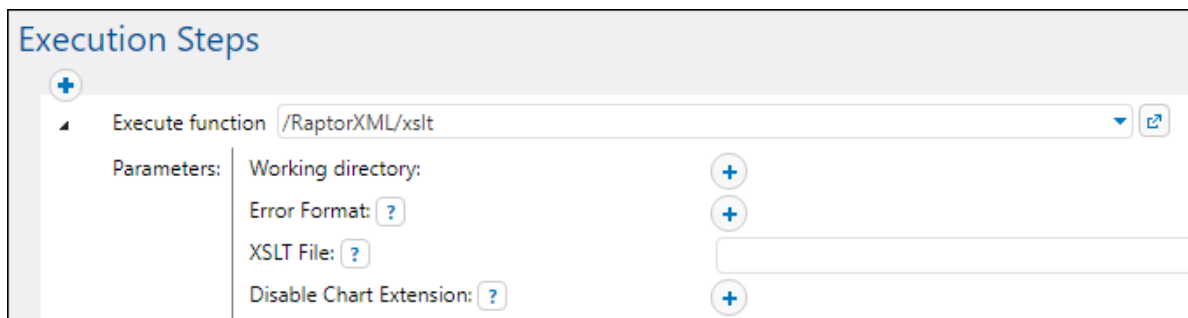 Execution Steps
Execute function /RaptorXML/xslt
Parameters: Working directory:
Error Format: ?
XSLT File: ?
Disable Chart Extension: ?